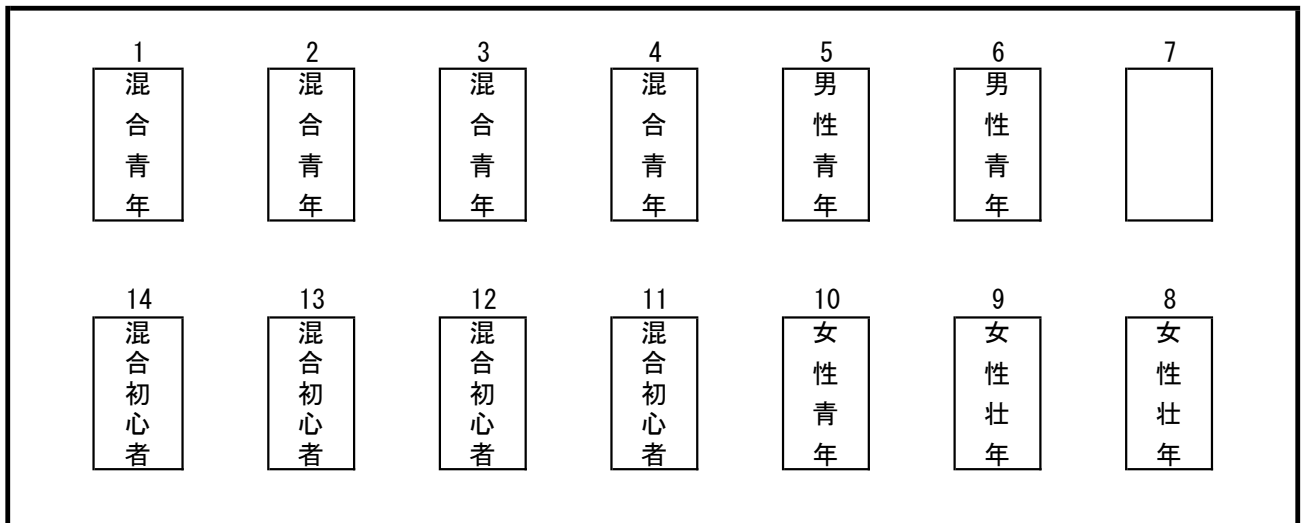 1 2 3 4 5 6 7
混合青年
混合青年
混合青年
混合青年
男性青年
男性青年
14 13 12 11 10 9 8
混合初心者
混合初心者
混合初心者
混合初心者
女性青年
女性壮年
女性壮年